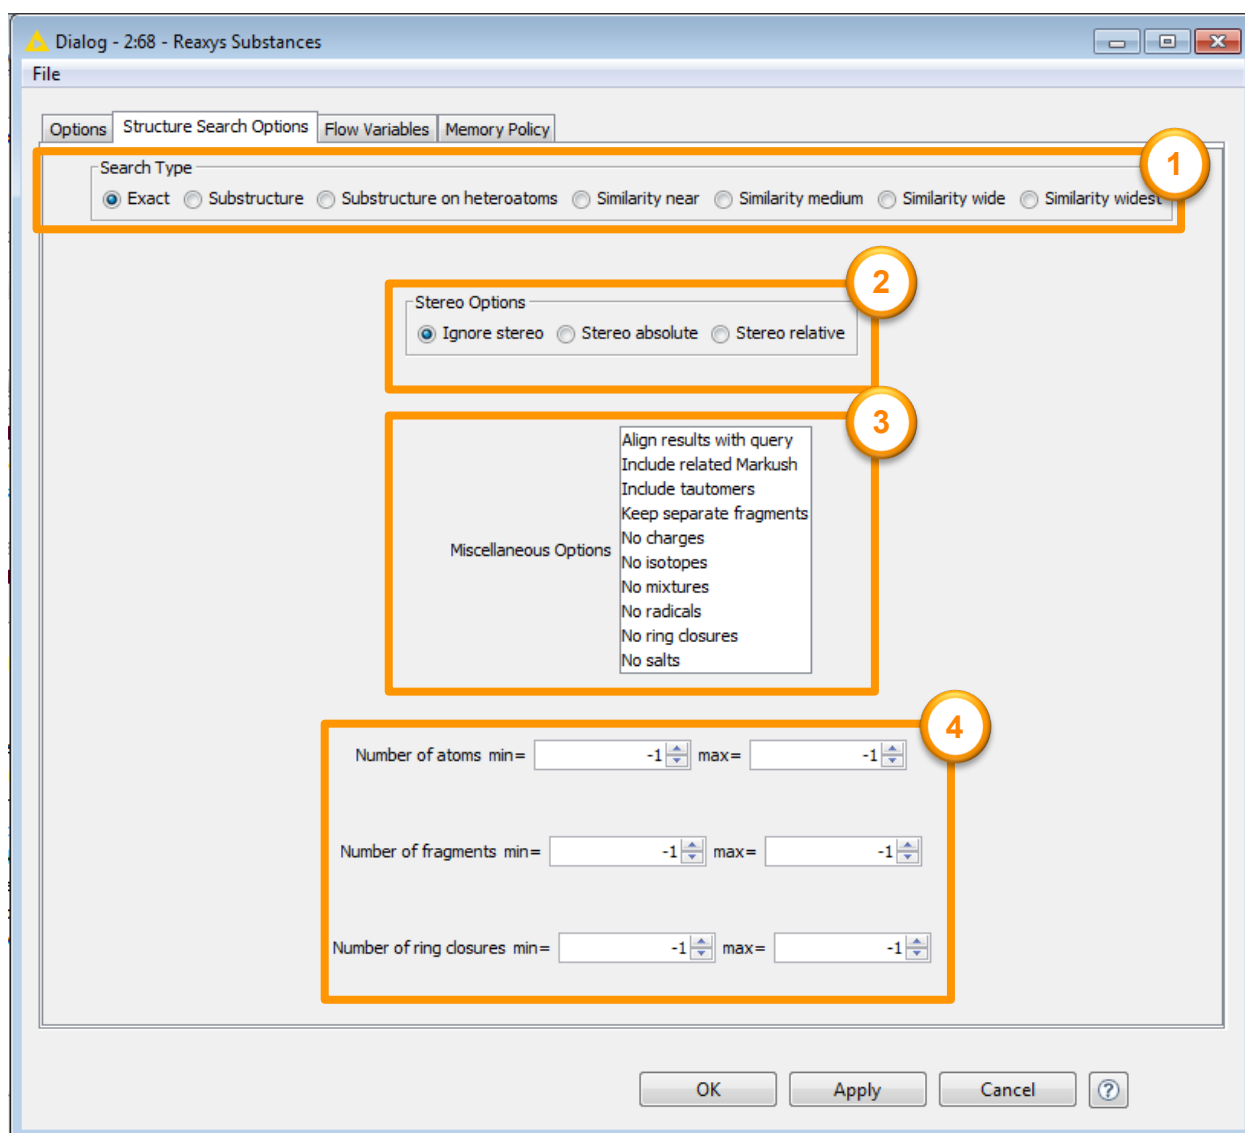 Dialog - 2:68 - Reaxys Substances
File
Options Structure Search Options Flow Variables Memory Policy
1
Search Type
Exact Substructure Substructure on heteroatoms Similarity near Similarity medium Similarity wide Similarity widest
2
Stereo Options
Ignore stereo Stereo absolute Stereo relative
3
Align results with query
Include related Markush
Include tautomers
Keep separate fragments
No charges
Miscellaneous Options
No isotopes
No mixtures
No radicals
No ring closures
No salts
4
Number of atoms min= -1 max= -1
Number of fragments min= -1 max= -1
Number of ring closures min= -1 max= -1
OK Apply Cancel ?